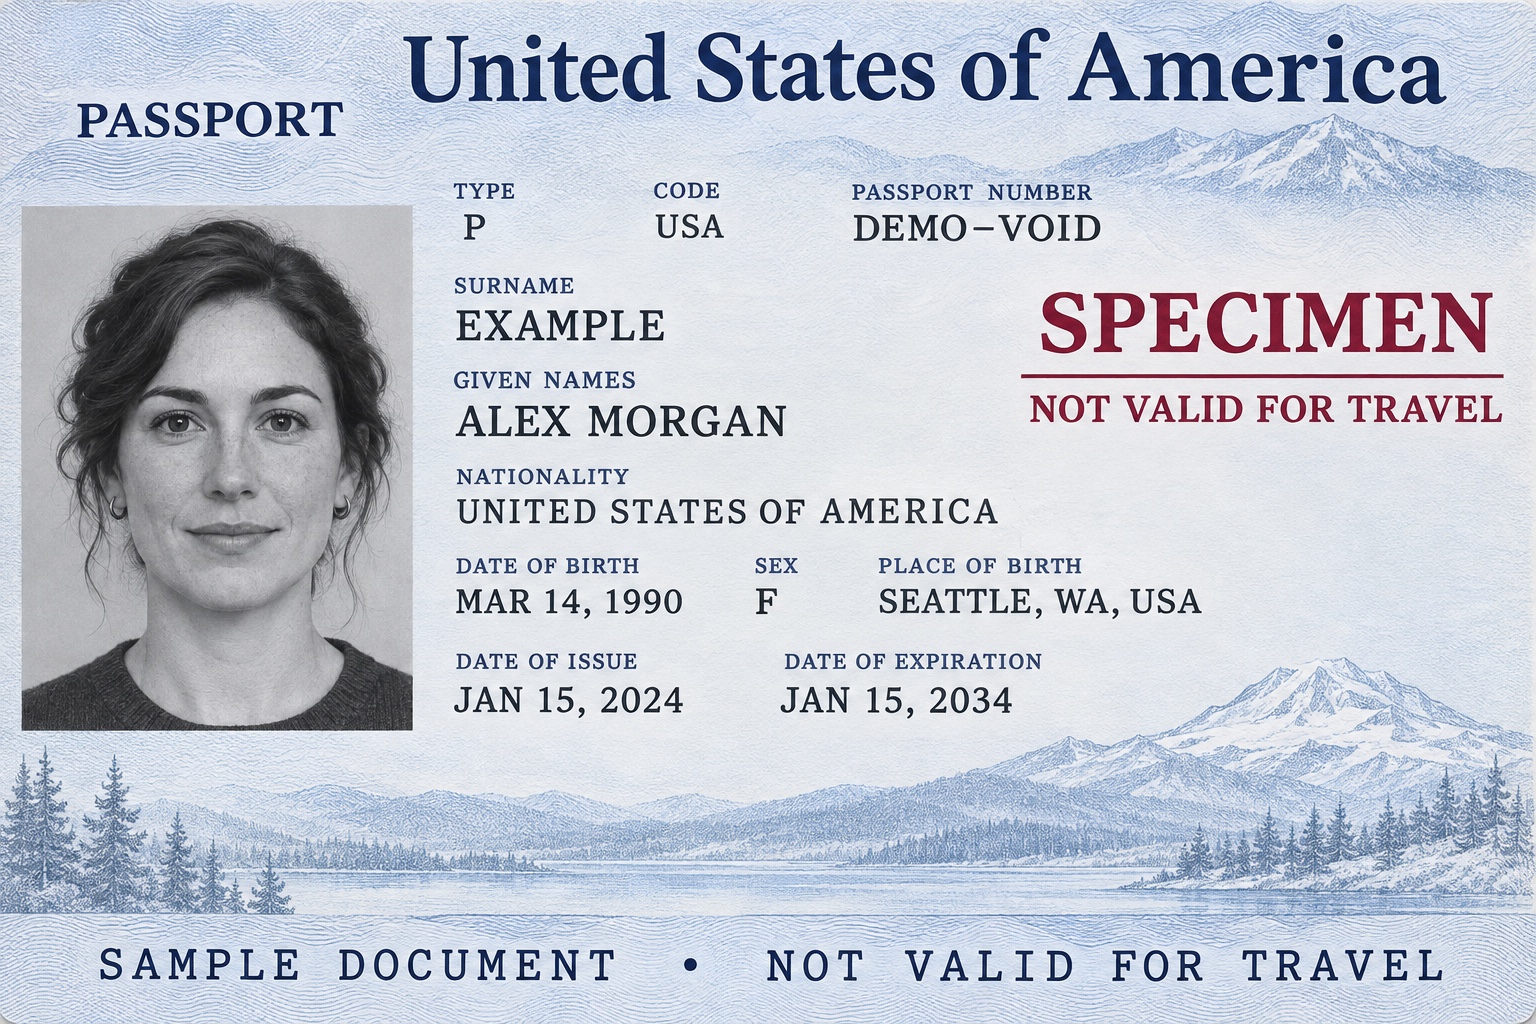 United States of America
PASSPORT
TYPE CODE PASSPORT NUMBER
P USA DEMO–VOID
SURNAME
EXAMPLE
SPECIMEN
GIVEN NAMES
NOT VALID FOR TRAVEL
ALEX MORGAN
NATIONALITY
UNITED STATES OF AMERICA
DATE OF BIRTH SEX PLACE OF BIRTH
MAR 14, 1990 F SEATTLE, WA, USA
DATE OF ISSUE DATE OF EXPIRATION
JAN 15, 2024 JAN 15, 2034
SAMPLE DOCUMENT • NOT VALID FOR TRAVEL